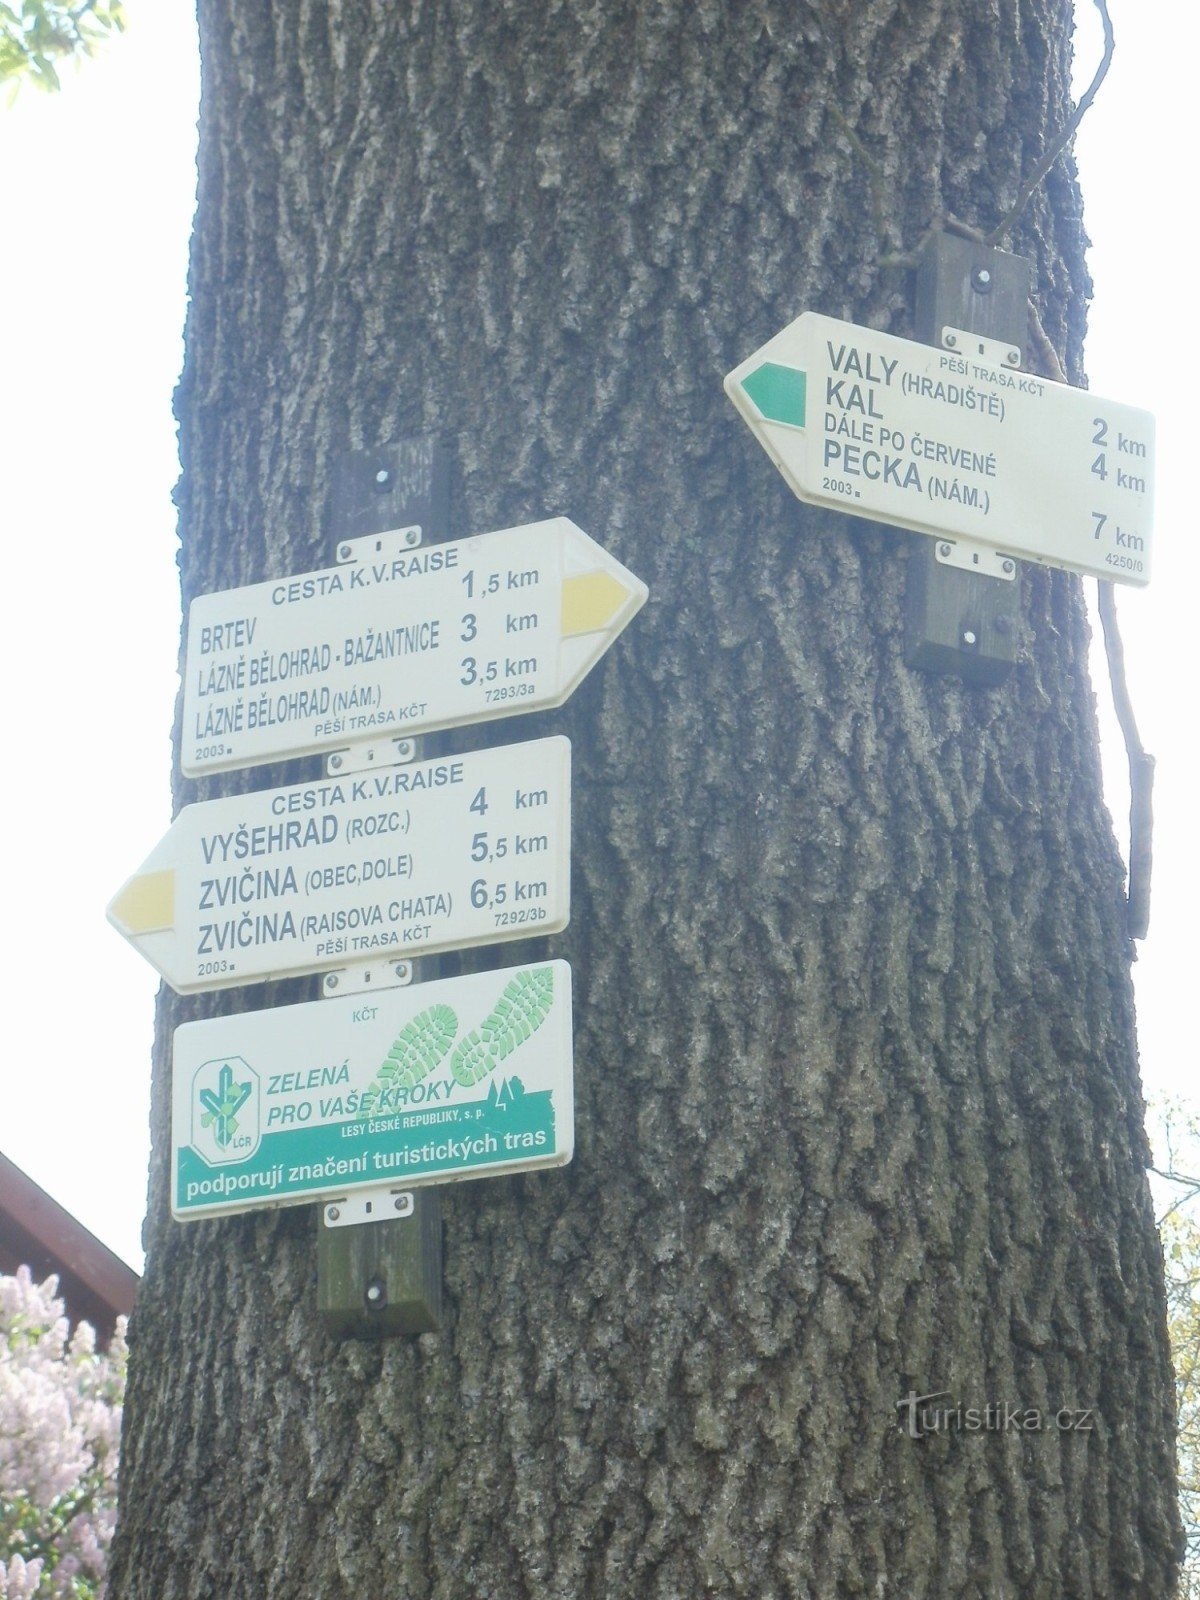 PĚŠÍ TRASA KČT
VALY (HRADIŠTĚ) 2 km
KAL 4 km
DÁLE PO ČERVENÉ
PECKA (NÁM.) 7 km
2003. 4250/0
CESTA K.V.RAISE
BRTEV 1,5 km
LÁZNĚ BĚLOHRAD - BAŽANTNICE 3 km
LÁZNĚ BĚLOHRAD (NÁM.) 3,5 km
PĚŠÍ TRASA KČT 7293/3a
2003.
CESTA K.V.RAISE
VYŠEHRAD (ROZC.) 4 km
ZVIČINA (OBEC,DOLE) 5,5 km
ZVIČINA (RAISOVA CHATA) 6,5 km
PĚŠÍ TRASA KČT 7292/3b
2003.
KČT
ZELENÁ
PRO VAŠE KROKY
LČR
LESY ČESKÉ REPUBLIKY, s. p.
podporují značení turistických tras
Turistika.cz